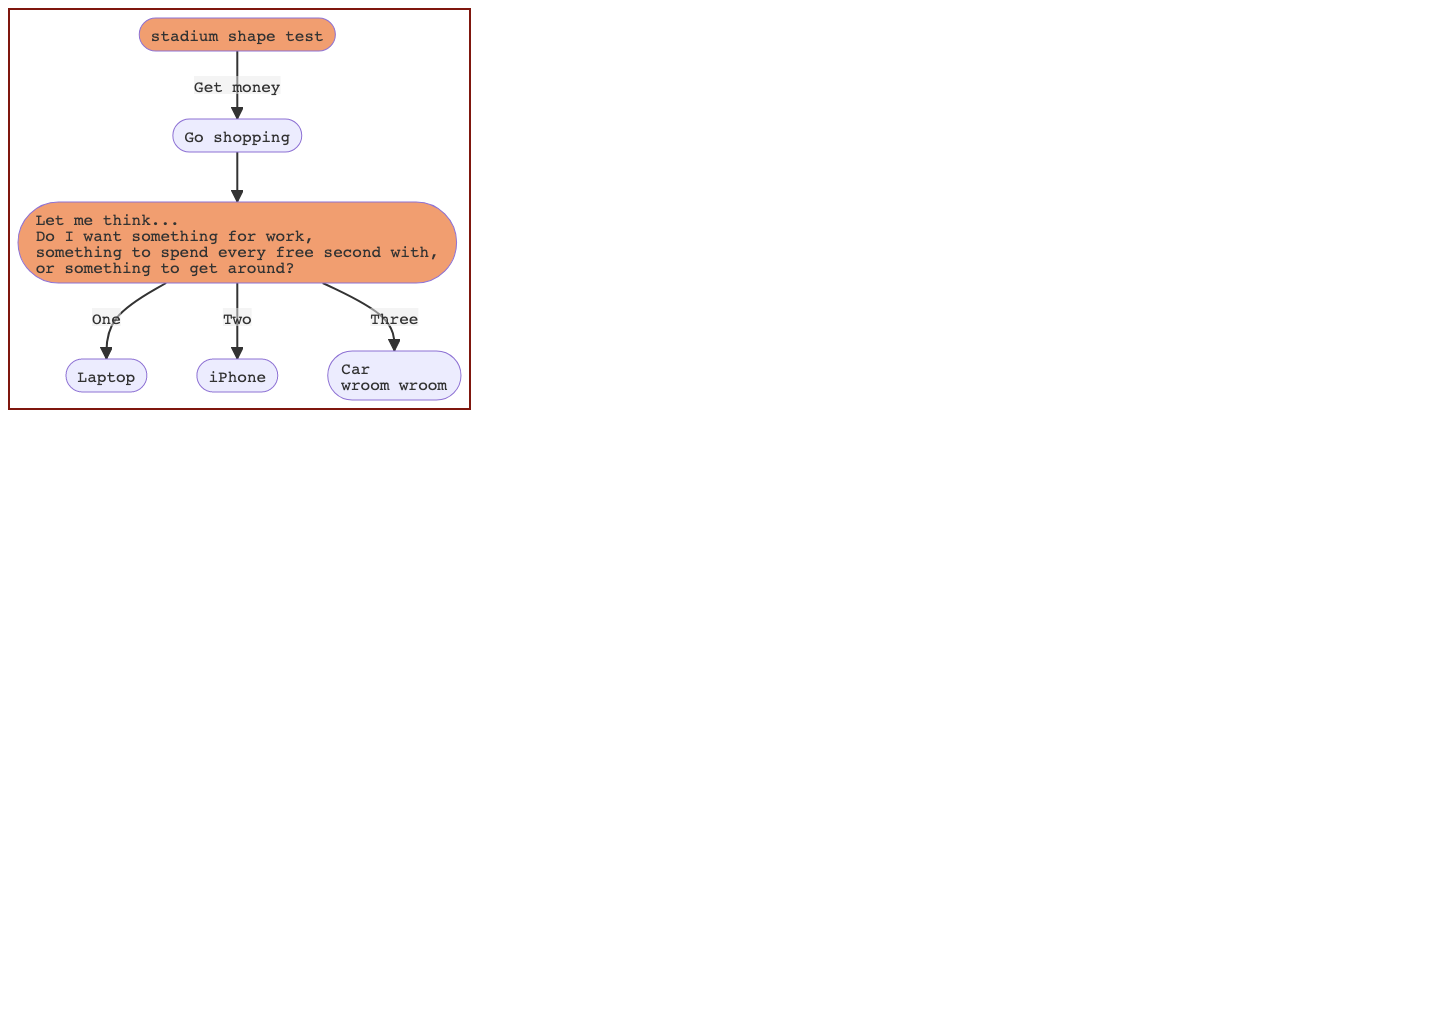 stadium shape test
Get money
Go shopping
Let me think...
Do I want something for work,
something to spend every free second with,
or something to get around?
One
Two
Three
Laptop
iPhone
Car
wroom wroom